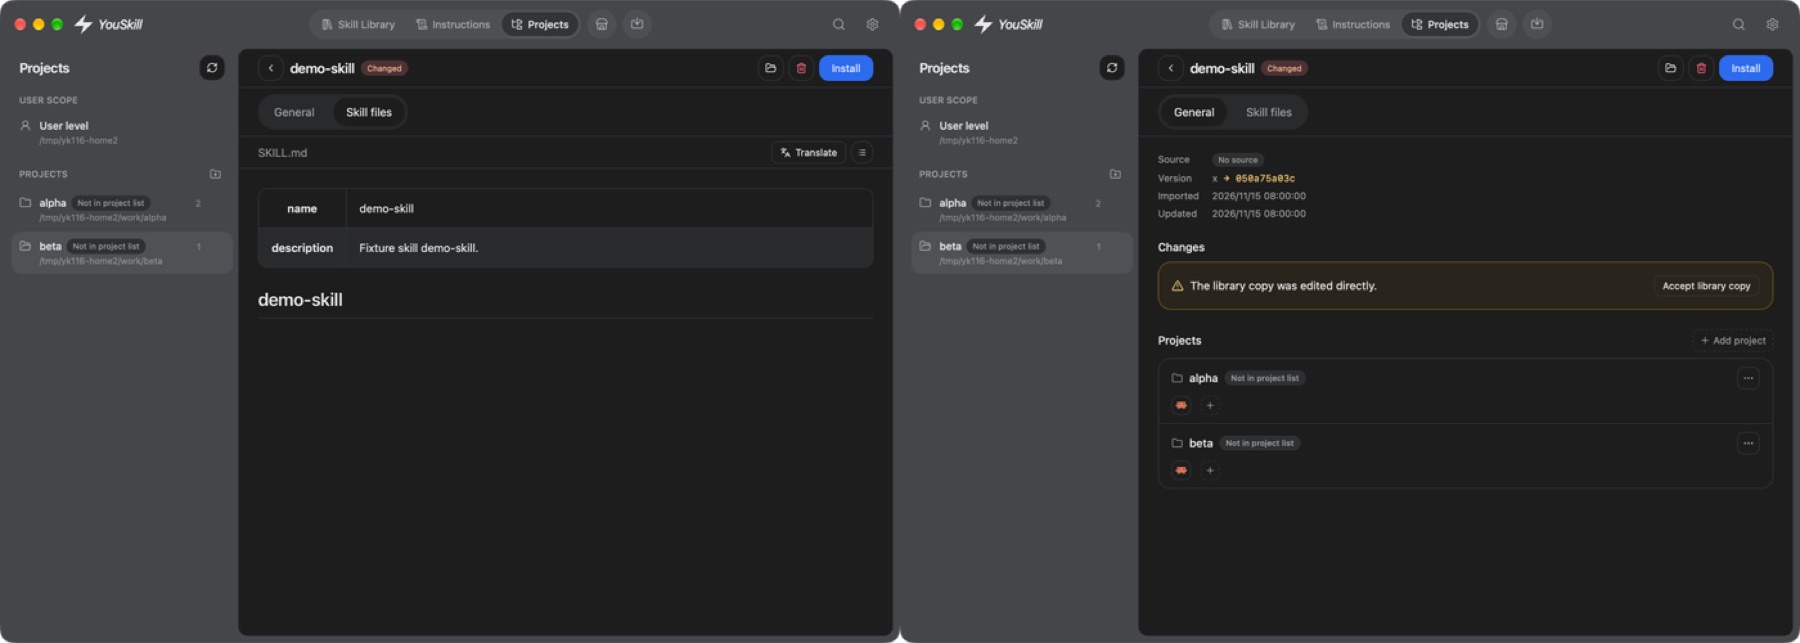 YouSkill
Skill Library Instructions Projects
Projects
USER SCOPE
User level
/tmp/yk116-home2
PROJECTS
alpha Not in project list 2
/tmp/yk116-home2/work/alpha
beta Not in project list 1
/tmp/yk116-home2/work/beta
demo-skill Changed Install
General Skill files
SKILL.md Translate
name demo-skill
description Fixture skill demo-skill.
demo-skill
YouSkill
Skill Library Instructions Projects
Projects
USER SCOPE
User level
/tmp/yk116-home2
PROJECTS
alpha Not in project list 2
/tmp/yk116-home2/work/alpha
beta Not in project list 1
/tmp/yk116-home2/work/beta
demo-skill Changed Install
General Skill files
Source No source
Version x → 050a75a03c
Imported 2026/11/15 08:00:00
Updated 2026/11/15 08:00:00
Changes
The library copy was edited directly. Accept library copy
Projects + Add project
alpha Not in project list
beta Not in project list